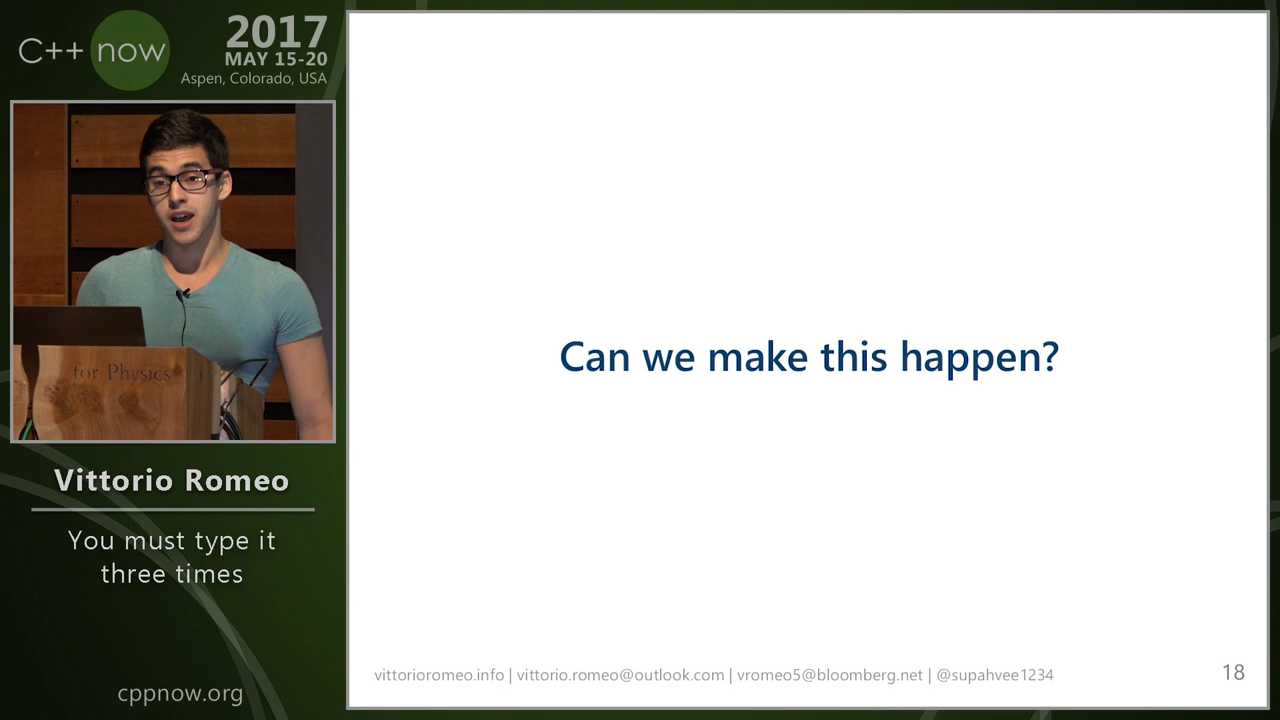 C++ now
2017
MAY 15-20
Aspen, Colorado, USA
for Physics
Vittorio Romeo
You must type it
three times
cppnow.org
Can we make this happen?
vittorioromeo.info | vittorio.romeo@outlook.com | vromeo5@bloomberg.net | @supahvee1234
18